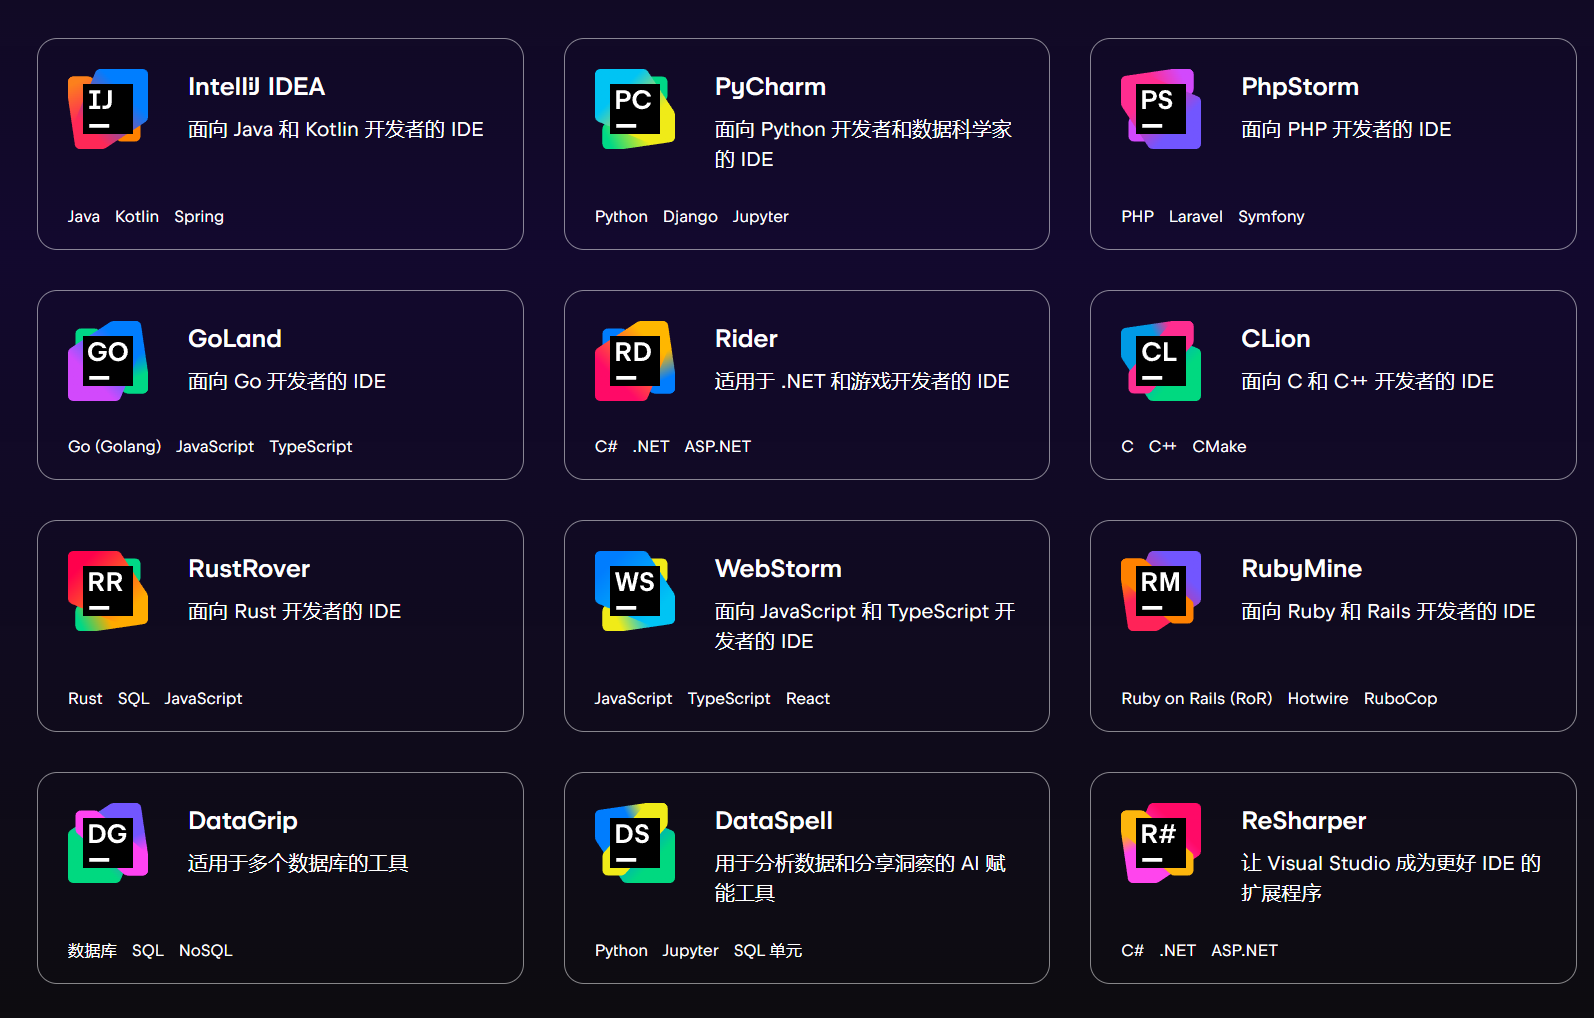 IJ
IntelliJ IDEA
面向 Java 和 Kotlin 开发者的 IDE
Java Kotlin Spring
PC
PyCharm
面向 Python 开发者和数据科学家
的 IDE
Python Django Jupyter
PS
PhpStorm
面向 PHP 开发者的 IDE
PHP Laravel Symfony
GO
GoLand
面向 Go 开发者的 IDE
Go (Golang) JavaScript TypeScript
RD
Rider
适用于 .NET 和游戏开发者的 IDE
C# .NET ASP.NET
CL
CLion
面向 C 和 C++ 开发者的 IDE
C C++ CMake
RR
RustRover
面向 Rust 开发者的 IDE
Rust SQL JavaScript
WS
WebStorm
面向 JavaScript 和 TypeScript 开
发者的 IDE
JavaScript TypeScript React
RM
RubyMine
面向 Ruby 和 Rails 开发者的 IDE
Ruby on Rails (RoR) Hotwire RuboCop
DG
DataGrip
适用于多个数据库的工具
数据库 SQL NoSQL
DS
DataSpell
用于分析数据和分享洞察的 AI 赋
能工具
Python Jupyter SQL 单元
R#
ReSharper
让 Visual Studio 成为更好 IDE 的
扩展程序
C# .NET ASP.NET